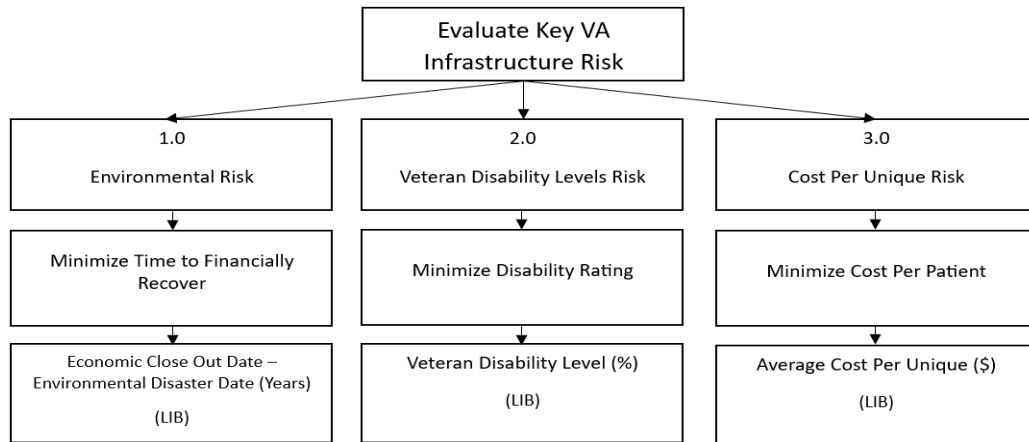 Evaluate Key VA
Infrastructure Risk
1.0
Environmental Risk
2.0
Veteran Disability Levels Risk
3.0
Cost Per Unique Risk
Minimize Time to Financially
Recover
Minimize Disability Rating
Minimize Cost Per Patient
Economic Close Out Date –
Environmental Disaster Date (Years)
(LIB)
Veteran Disability Level (%)
(LIB)
Average Cost Per Unique ($)
(LIB)